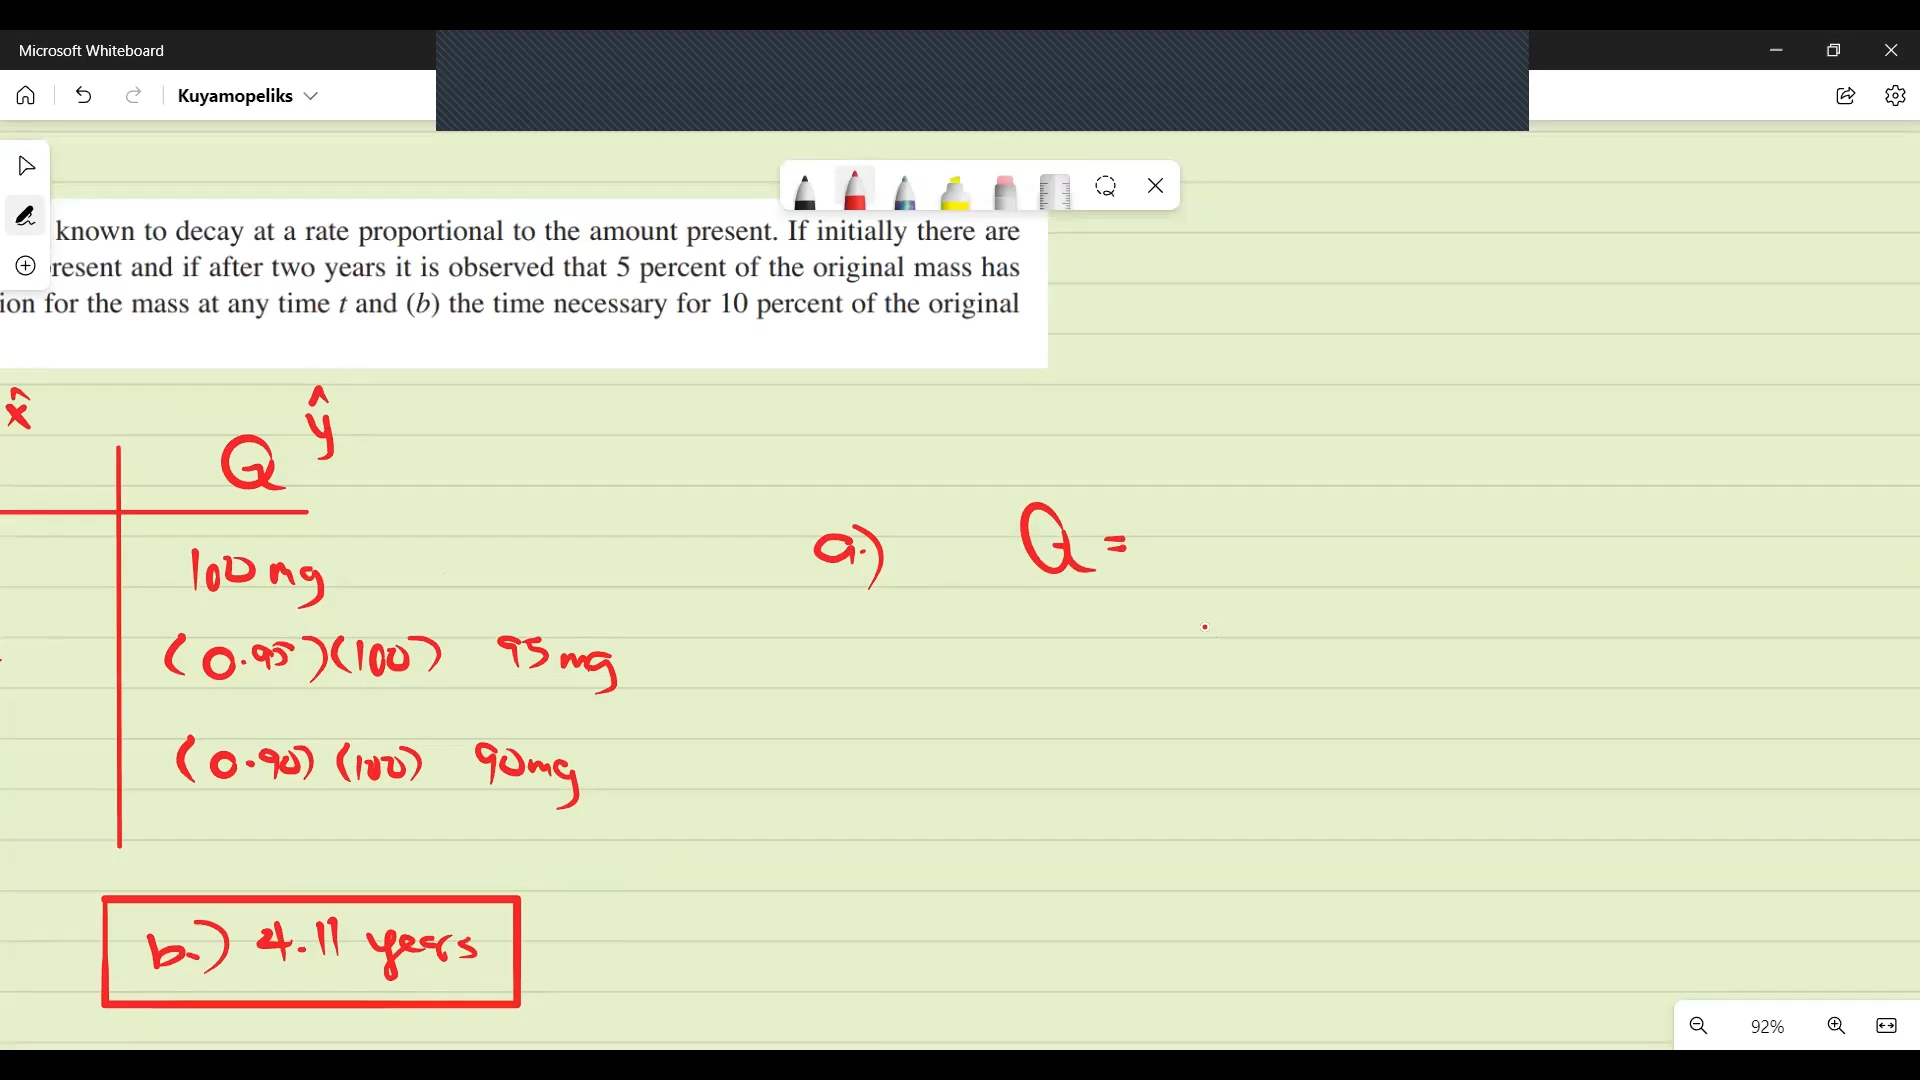 Microsoft Whiteboard
Kuyamopeliks
known to decay at a rate proportional to the amount present. If initially there are
resent and if after two years it is observed that 5 percent of the original mass has
ion for the mass at any time t and (b) the time necessary for 10 percent of the original
x̂ ŷ
Q
100 mg
(0.95)(100) 95 mg
(0.90)(100) 90mg
a.) Q =
b.) 4.11 years
92%